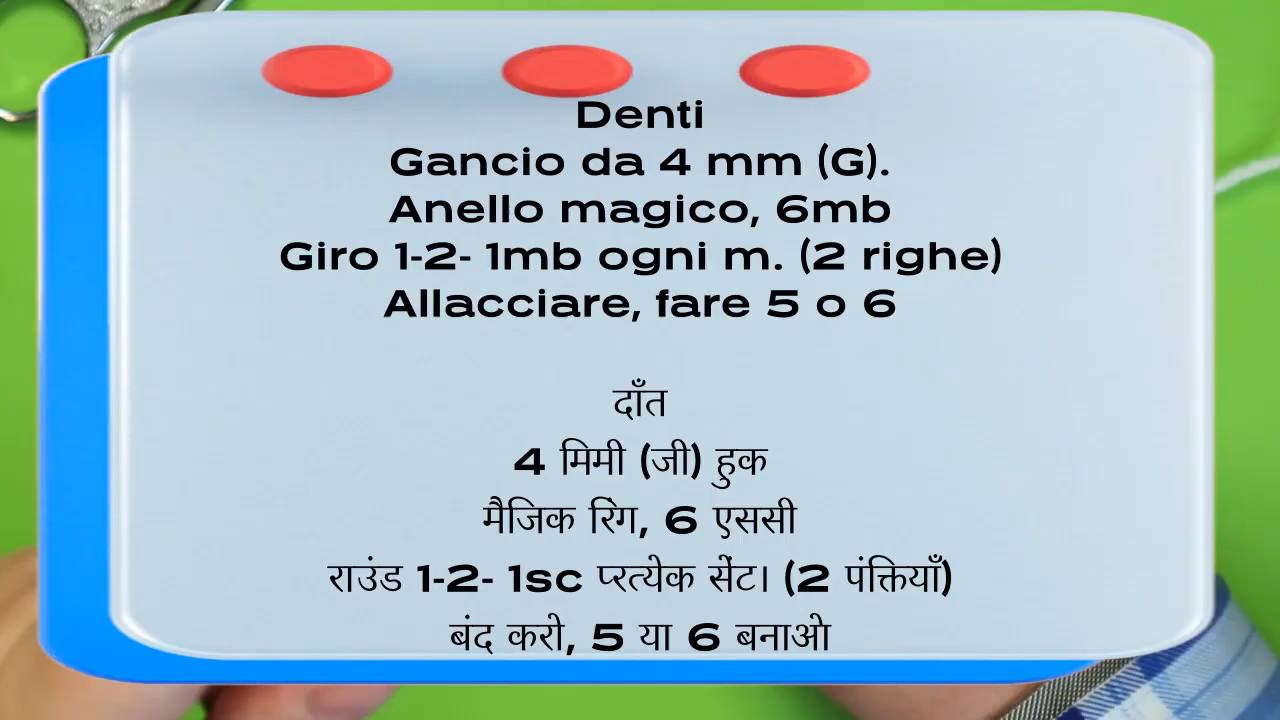 Denti
Gancio da 4 mm (G).
Anello magico, 6mb
Giro 1-2- 1mb ogni m. (2 righe)
Allacciare, fare 5 o 6
दाँत
4 मिमी (जी) हुक
मैजिक रिंग, 6 एससी
राउंड 1-2- 1sc प्रत्येक सेंट। (2 पंक्तियाँ)
बंद करो, 5 या 6 बनाओ